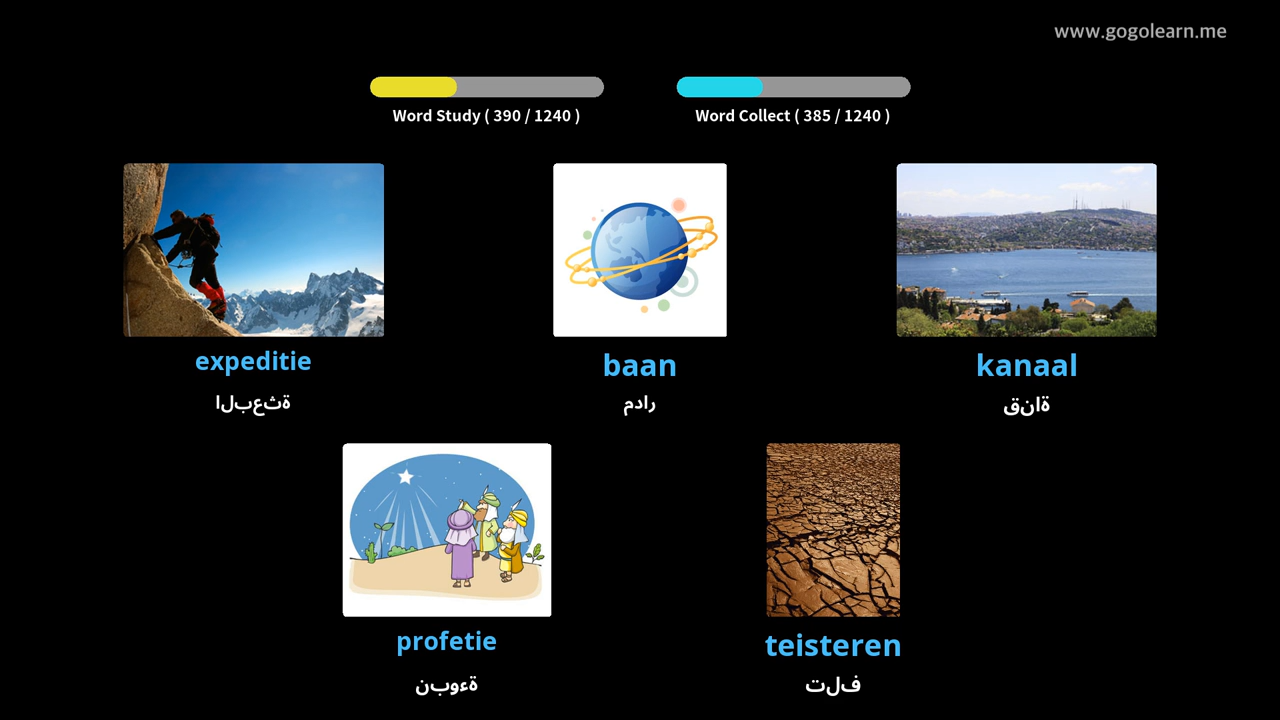 www.gogolearn.me
Word Study ( 390 / 1240 )
Word Collect ( 385 / 1240 )
expeditie
ةثعبلا
baan
رادم
kanaal
ةانق
profetie
ةءوبن
teisteren
فلت